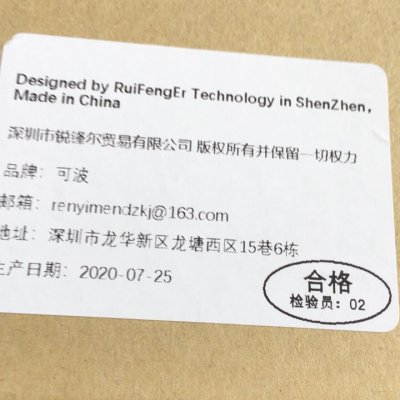 Designed by RuiFengEr Technology in ShenZhen,
Made in China
深圳市锐锋尔贸易有限公司 版权所有并保留一切权力
品牌：可波
邮箱：renyimendzkj@163.com
地址：深圳市龙华新区龙塘西区15巷6栋
生产日期：2020-07-25
合格
检验员：02